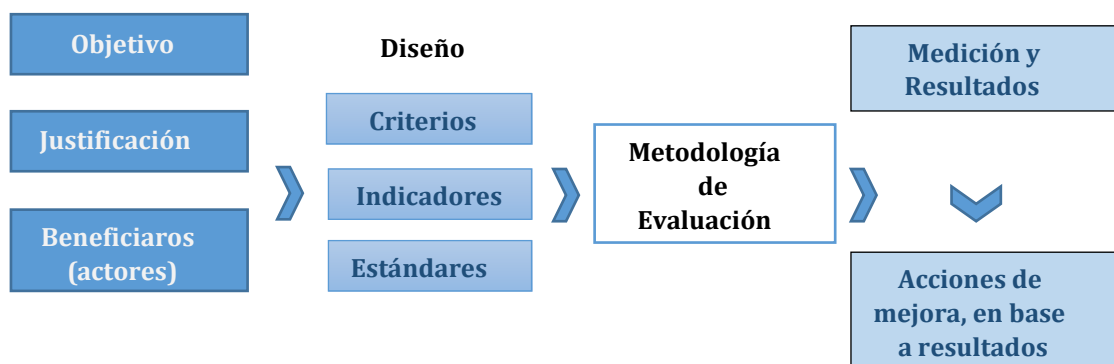 Objetivo
Justificación
Beneficiaros
(actores)
Diseño
Criterios
Indicadores
Estándares
Metodología
de
Evaluación
Medición y
Resultados
Acciones de
mejora, en base
a resultados